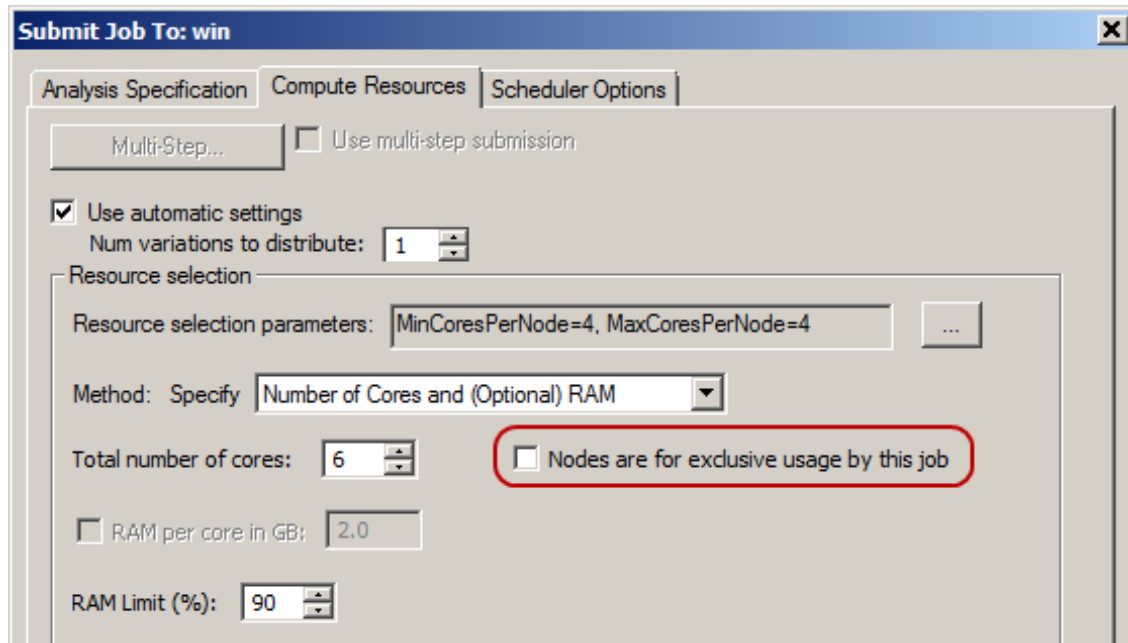 Submit Job To: win
Analysis Specification Compute Resources Scheduler Options
Multi-Step... Use multi-step submission
Use automatic settings
Num variations to distribute: 1
Resource selection
Resource selection parameters: MinCoresPerNode=4, MaxCoresPerNode=4 ...
Method: Specify Number of Cores and (Optional) RAM
Total number of cores: 6 Nodes are for exclusive usage by this job
RAM per core in GB: 2.0
RAM Limit (%): 90